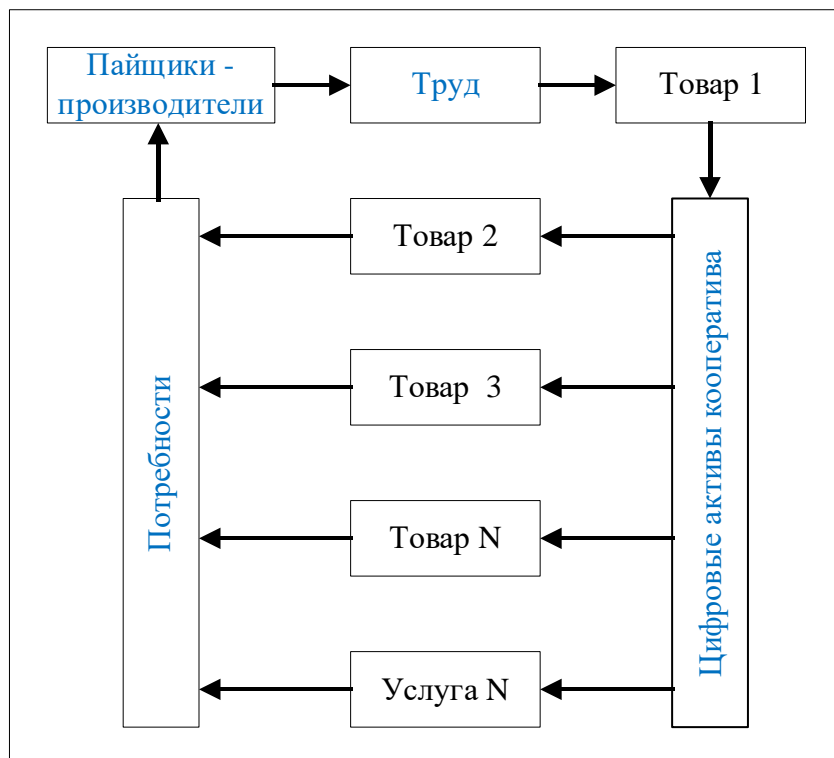 Пайщики -
производители
Труд
Товар 1
Товар 2
Товар  3
Товар N
Услуга N
Потребности
Цифровые активы кооператива